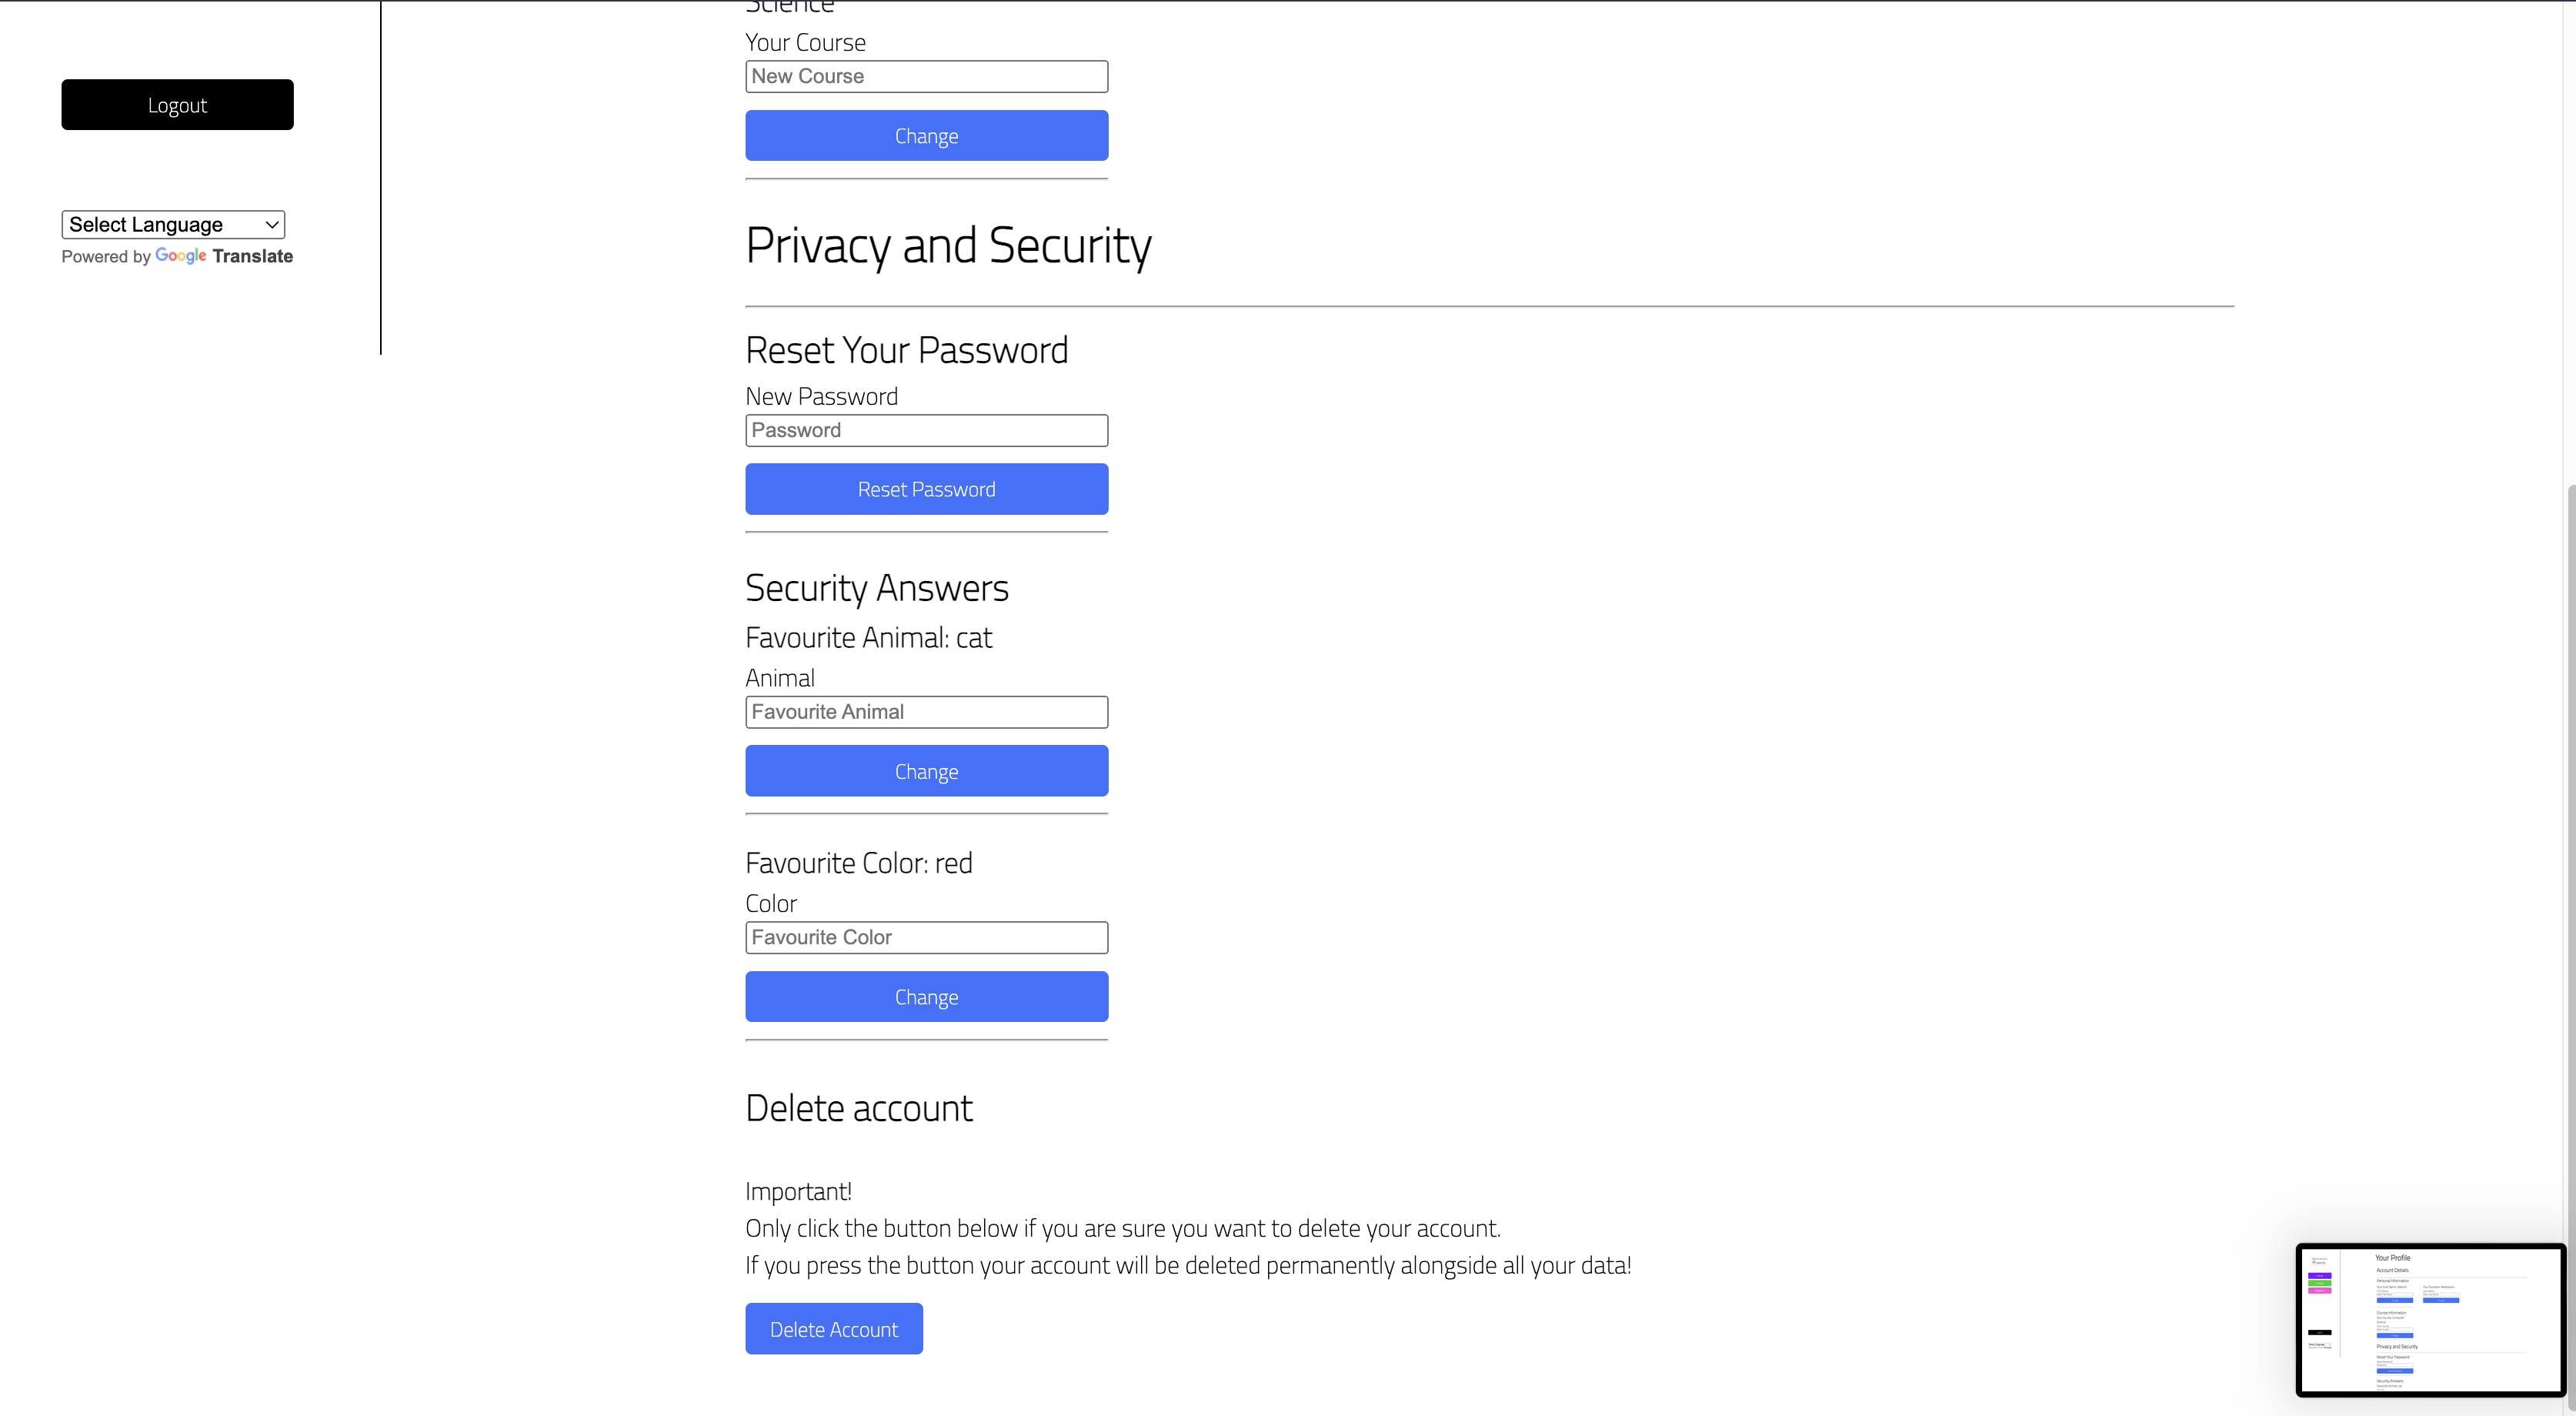 Science
Your Course
New Course
Change
Logout
Select Language
Powered by Google Translate
Privacy and Security
Reset Your Password
New Password
Password
Reset Password
Security Answers
Favourite Animal: cat
Animal
Favourite Animal
Change
Favourite Color: red
Color
Favourite Color
Change
Delete account
Important!
Only click the button below if you are sure you want to delete your account.
If you press the button your account will be deleted permanently alongside all your data!
Delete Account
Your Profile
Account Details
Personal Information
Course Information
Privacy and Security
Reset Your Password
Security Answers